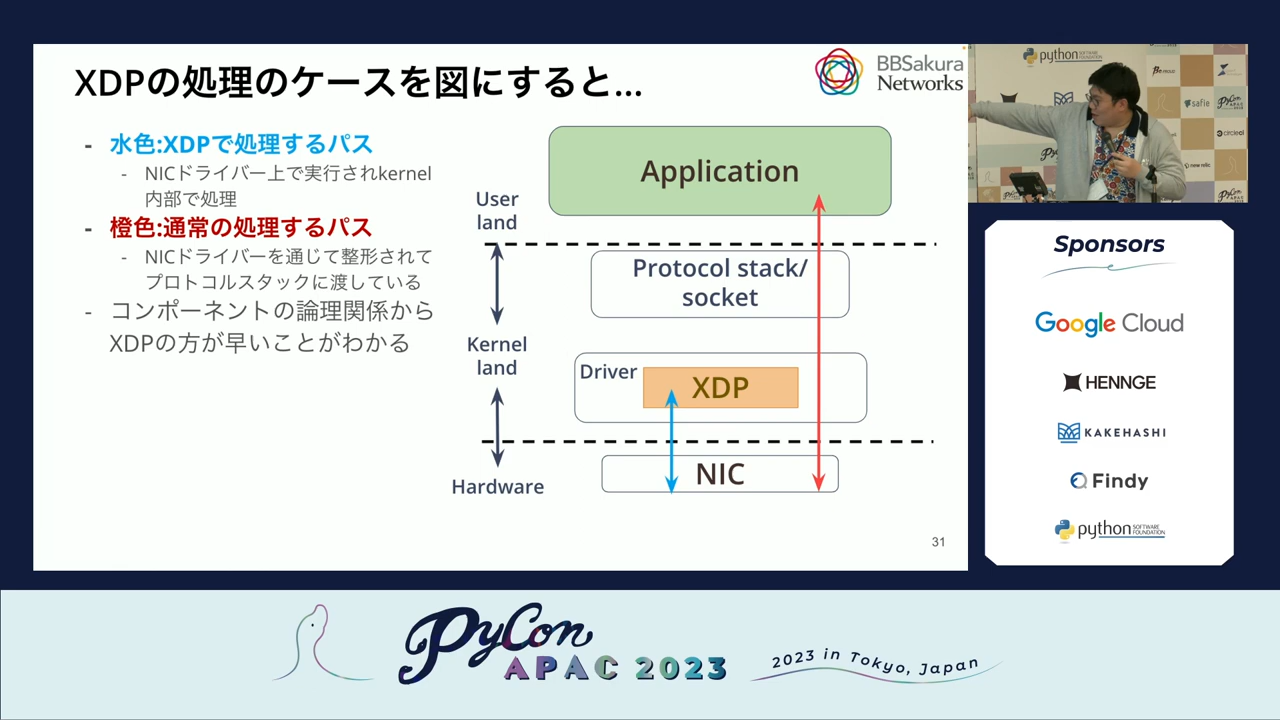 XDPの処理のケースを図にすると...
BBSakura
Networks
- 水色:XDPで処理するパス
- NICドライバー上で実行されkernel
内部で処理
- 橙色:通常の処理するパス
- NICドライバーを通じて整形されて
プロトコルスタックに渡している
- コンポーネントの論理関係から
XDPの方が早いことがわかる
User
land
Kernel
land
Hardware
Application
Protocol stack/
socket
Driver
XDP
NIC
31
python
SOFTWARE
FOUNDATION
safie
circleci
new relic
PyCon
Sponsors
Google Cloud
HENNGE
KAKEHASHI
Findy
python
SOFTWARE
FOUNDATION
PyCon
APAC 2023
2023 in Tokyo, Japan